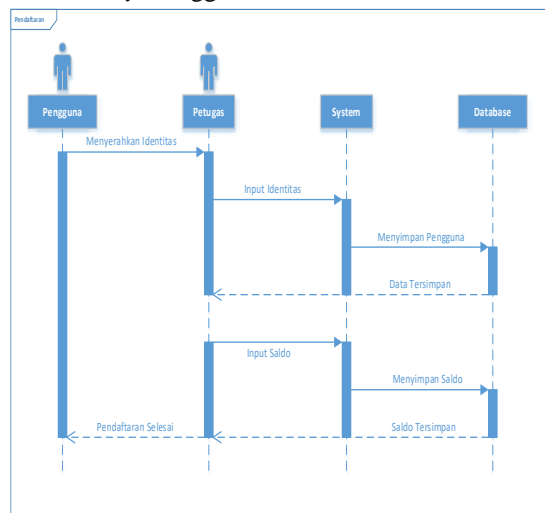 Pendaftaran
Pengguna
Petugas
System
Database
Menyerahkan Identitas
Input Identitas
Menyimpan Pengguna
Data Tersimpan
Input Saldo
Menyimpan Saldo
Pendaftaran Selesai
Saldo Tersimpan